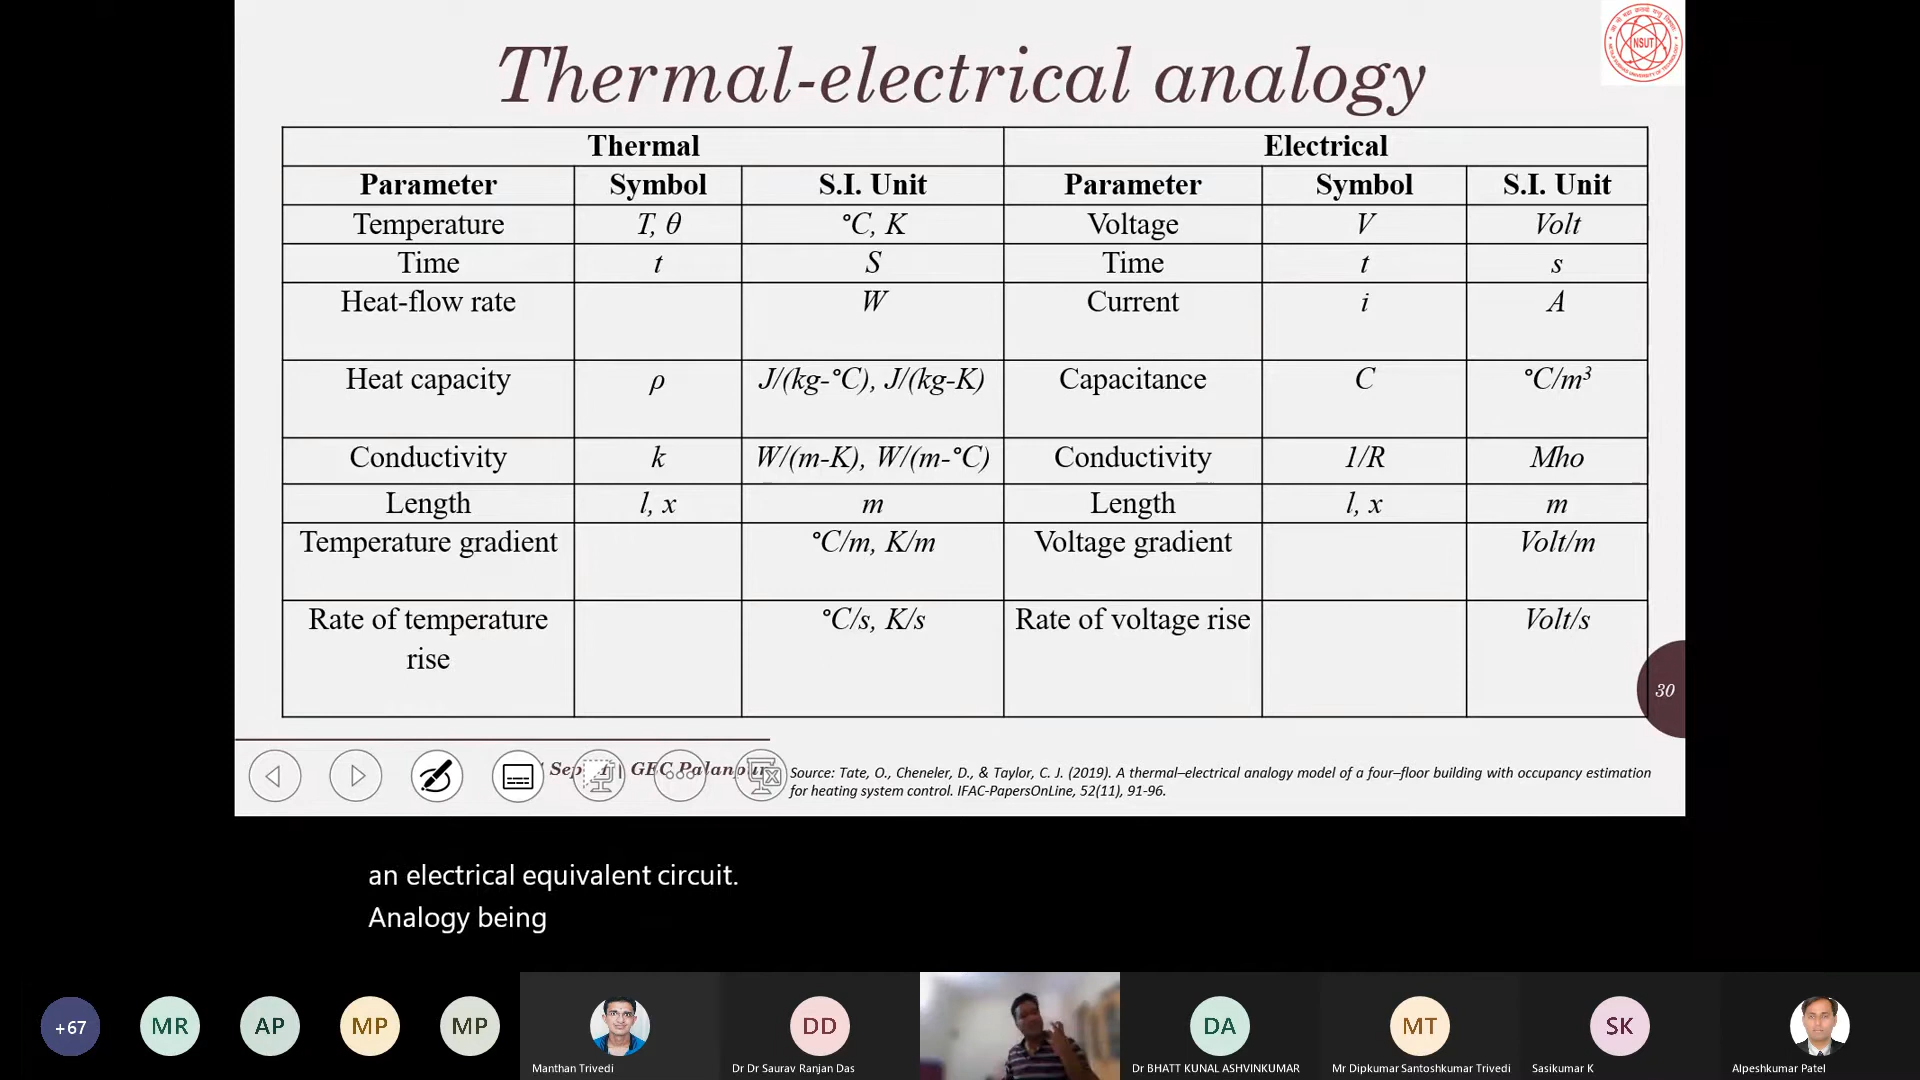 Thermal-electrical analogy
NSUT
Thermal Electrical
Parameter Symbol S.I. Unit Parameter Symbol S.I. Unit
Temperature T, θ °C, K Voltage V Volt
Time t S Time t s
Heat-flow rate W Current i A
Heat capacity ρ J/(kg-°C), J/(kg-K) Capacitance C °C/m³
Conductivity k W/(m-K), W/(m-°C) Conductivity 1/R Mho
Length l, x m Length l, x m
Temperature gradient °C/m, K/m Voltage gradient Volt/m
Rate of temperature rise °C/s, K/s Rate of voltage rise Volt/s
30
| GEC Palanpur
Source: Tate, O., Cheneler, D., & Taylor, C. J. (2019). A thermal–electrical analogy model of a four–floor building with occupancy estimation
for heating system control. IFAC-PapersOnLine, 52(11), 91-96.
an electrical equivalent circuit.
Analogy being
+67 MR AP MP MP DD DA MT SK
Manthan Trivedi Dr Dr Saurav Ranjan Das Dr BHATT KUNAL ASHVINKUMAR Mr Dipkumar Santoshkumar Trivedi Sasikumar K Alpeshkumar Patel